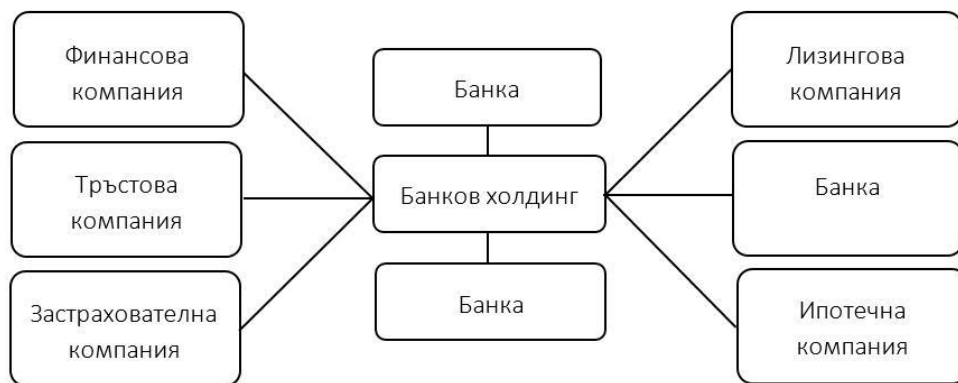 Финансова
компания
Тръстова
компания
Застрахователна
компания
Банка
Банков холдинг
Банка
Лизингова
компания
Банка
Ипотечна
компания